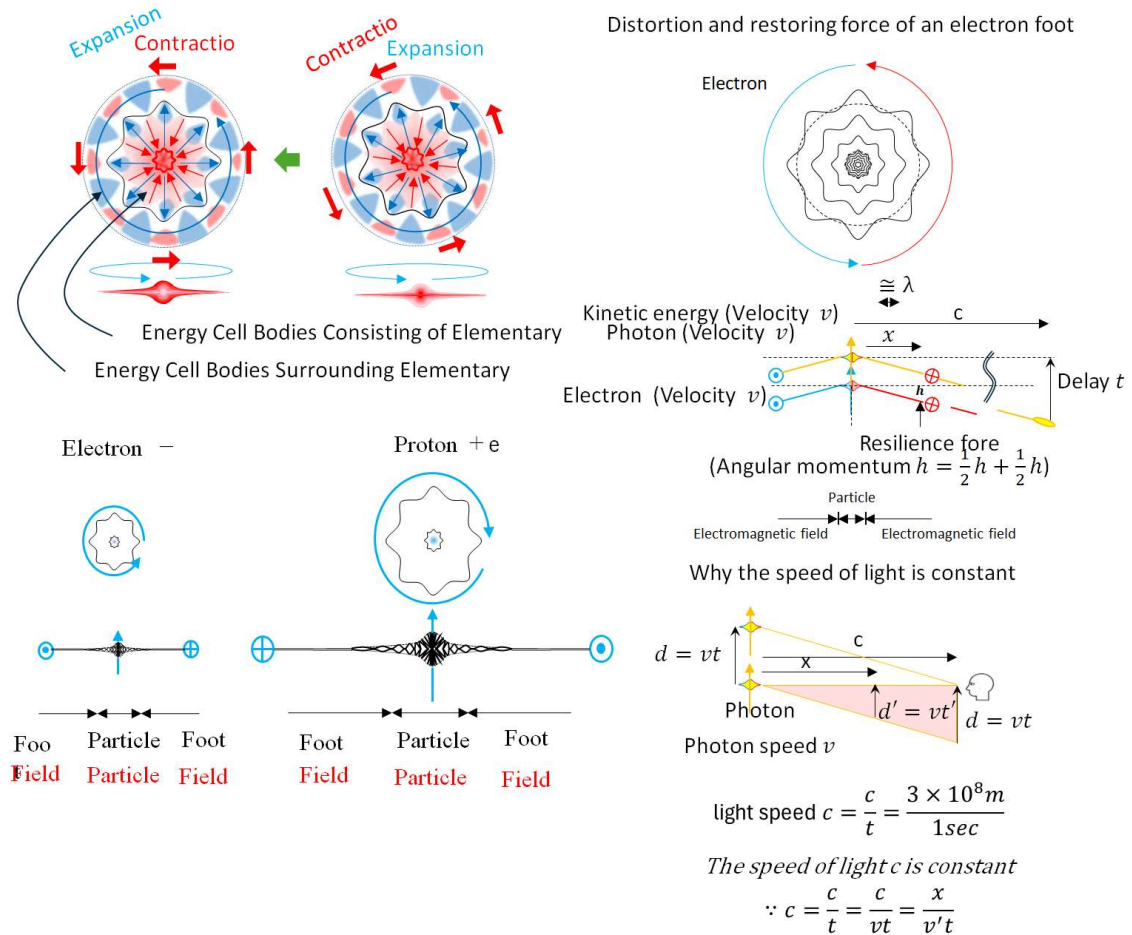 Expansion
Contractio
Contractio
Expansion
Energy Cell Bodies Consisting of Elementary
Energy Cell Bodies Surrounding Elementary
Electron −
Proton +e
Foo
Particle
Foot
Field
Particle
Field
Foot
Particle
Foot
Field
Particle
Field
Distortion and restoring force of an electron foot
Electron
≅ λ
Kinetic energy (Velocity v)
c
Photon (Velocity v)
x
Delay t
Electron (Velocity v)
h
Resilience fore
(Angular momentum h = 1/2 h + 1/2 h)
Particle
Electromagnetic field
Electromagnetic field
Why the speed of light is constant
c
d = vt
x
Photon
d′ = vt′
d = vt
Photon speed v
light speed c = c/t = 3 × 10⁸m/1sec
The speed of light c is constant
∵ c = c/t = c/vt = x/v′t